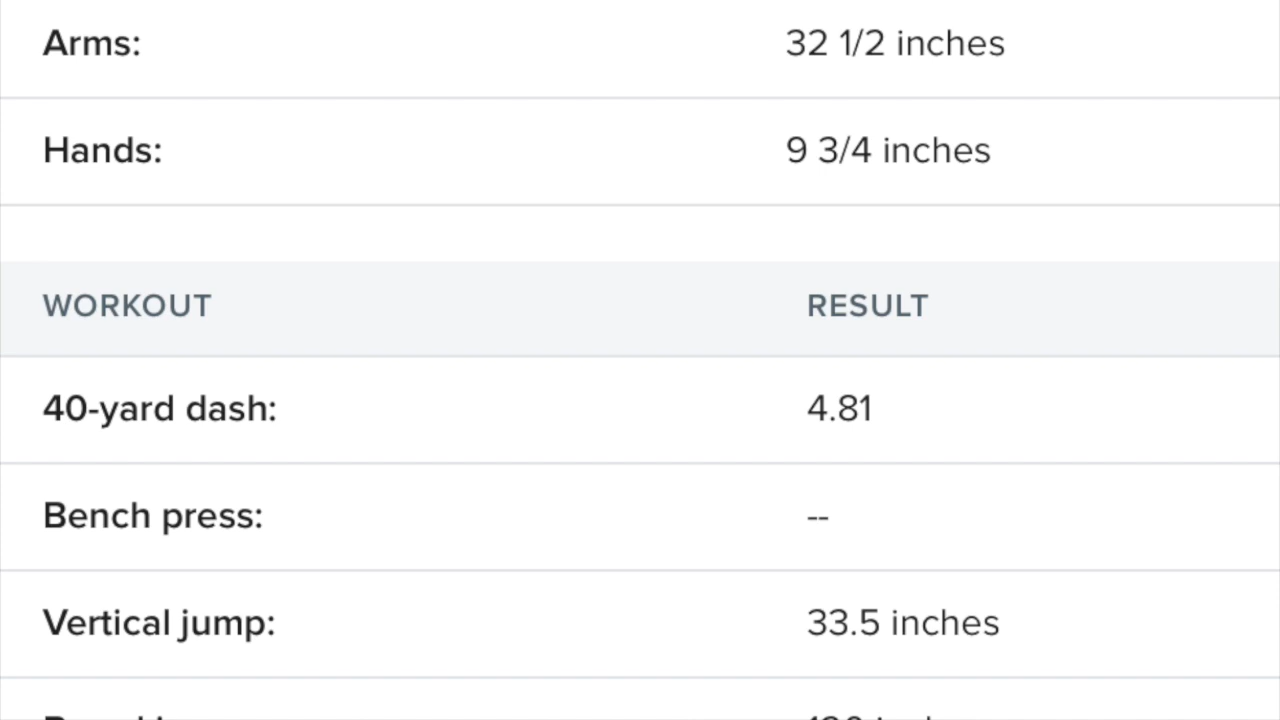 Arms: 32 1/2 inches
Hands: 9 3/4 inches
WORKOUT RESULT
40-yard dash: 4.81
Bench press: --
Vertical jump: 33.5 inches